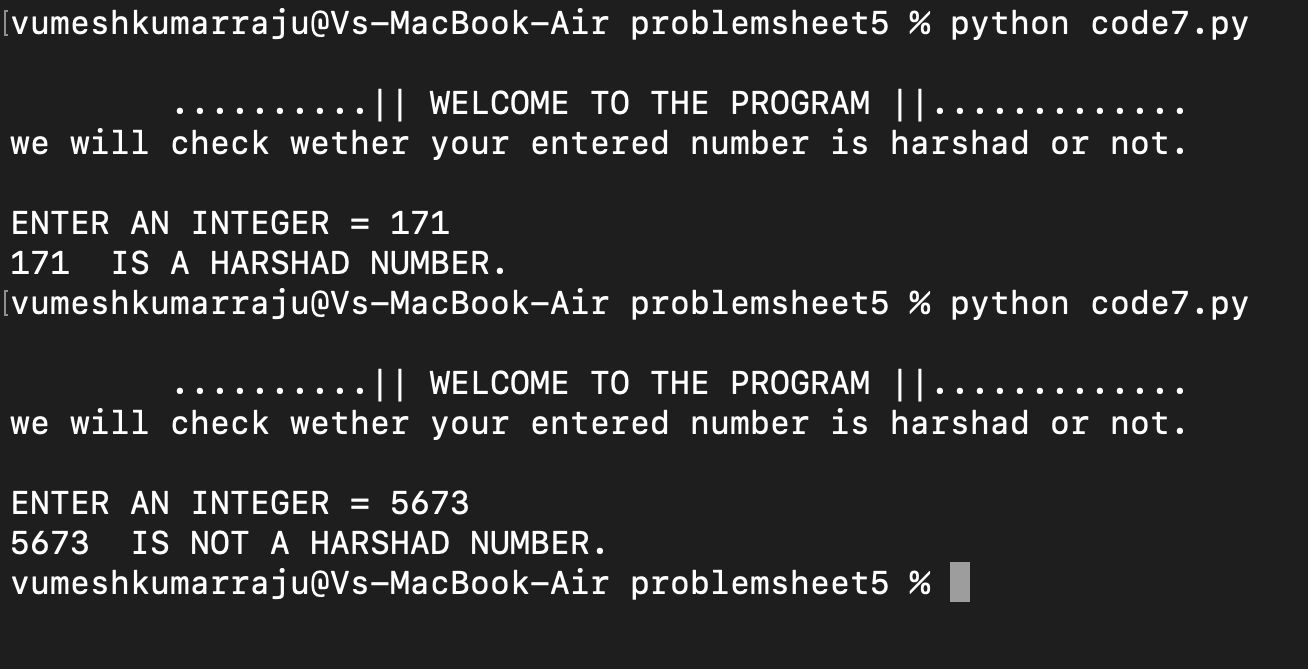 [vumeshkumarraju@Vs-MacBook-Air problemsheet5 % python code7.py
..........|| WELCOME TO THE PROGRAM ||.............
we will check wether your entered number is harshad or not.
ENTER AN INTEGER = 171
171  IS A HARSHAD NUMBER.
[vumeshkumarraju@Vs-MacBook-Air problemsheet5 % python code7.py
..........|| WELCOME TO THE PROGRAM ||.............
we will check wether your entered number is harshad or not.
ENTER AN INTEGER = 5673
5673  IS NOT A HARSHAD NUMBER.
vumeshkumarraju@Vs-MacBook-Air problemsheet5 %